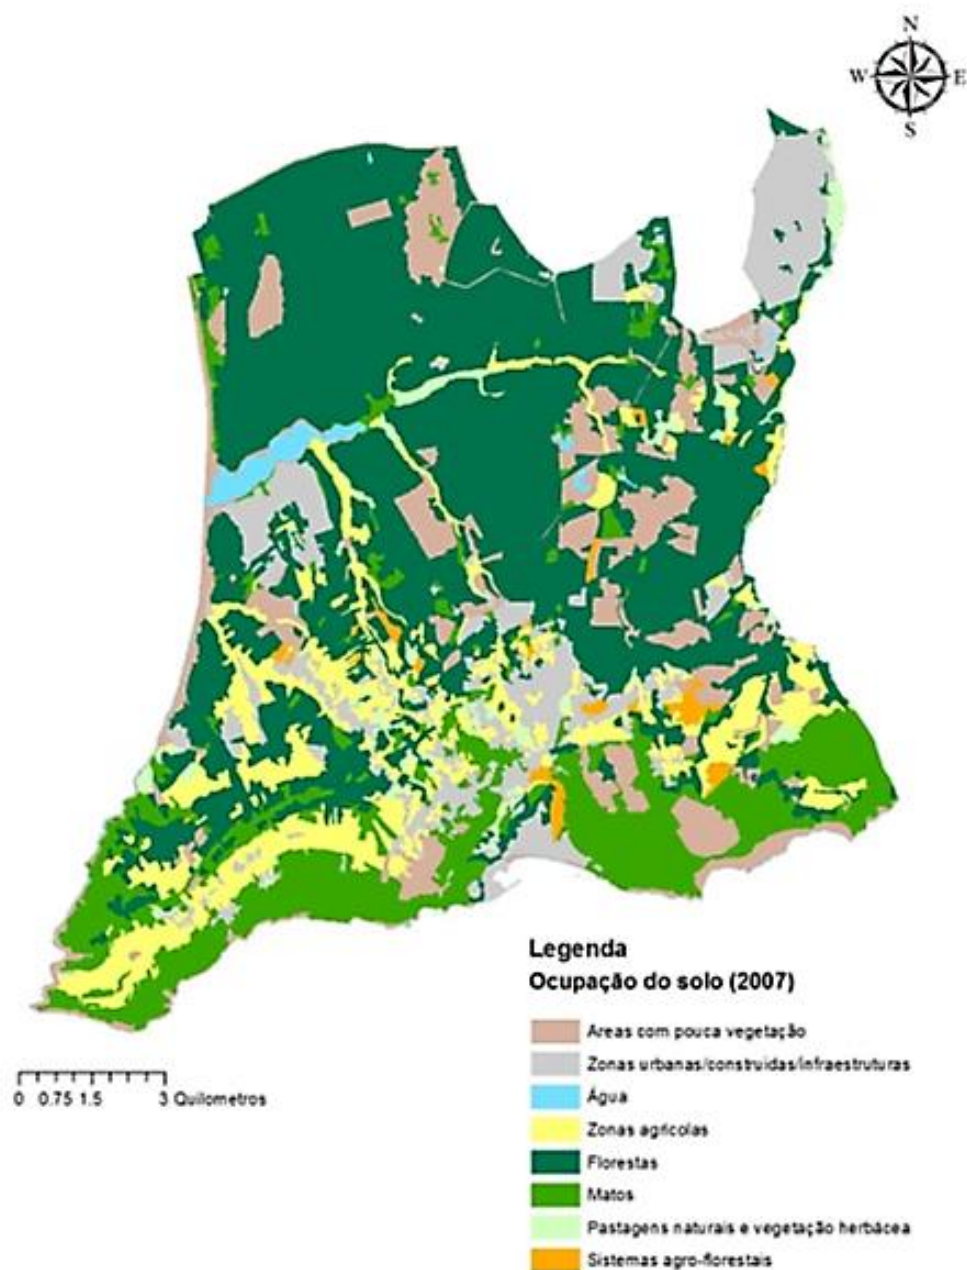 N
W E
S
Legenda
Ocupação do solo (2007)
Areas com pouca vegetação
Zonas urbanas/construidas/infraestruturas
Água
Zonas agrícolas
Florestas
Matos
Pastagens naturais e vegetação herbácea
Sistemas agro-florestais
0 0.75 1.5 3 Quilometros